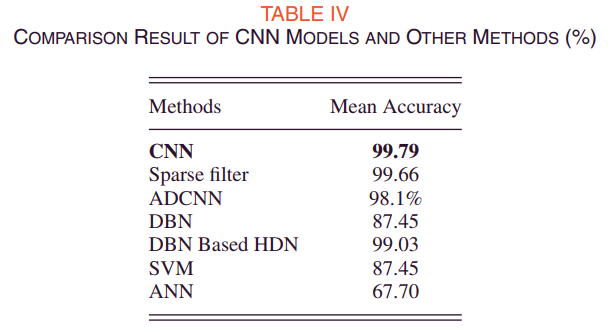 TABLE IV
COMPARISON RESULT OF CNN MODELS AND OTHER METHODS (%)
Methods Mean Accuracy
CNN 99.79
Sparse filter 99.66
ADCNN 98.1%
DBN 87.45
DBN Based HDN 99.03
SVM 87.45
ANN 67.70